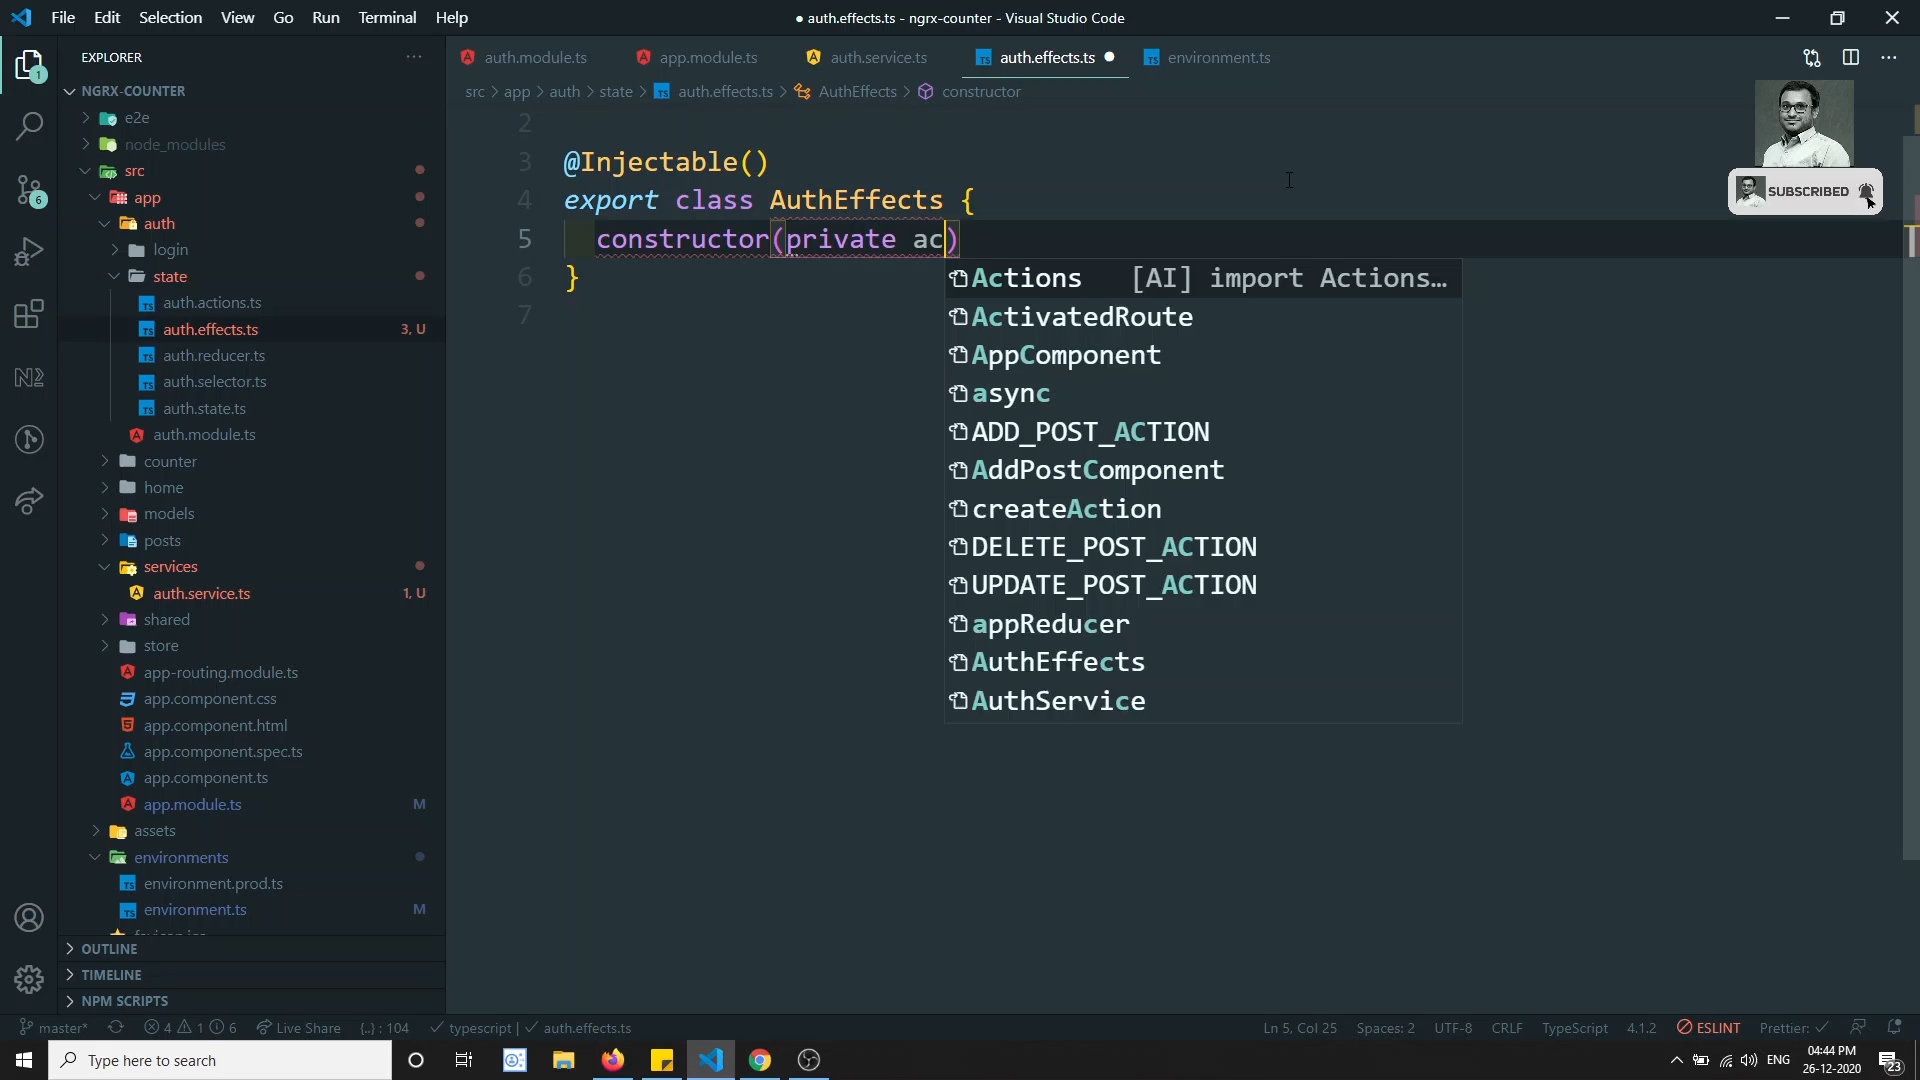 File Edit Selection View Go Run Terminal Help
● auth.effects.ts - ngrx-counter - Visual Studio Code
EXPLORER
auth.module.ts app.module.ts auth.service.ts auth.effects.ts environment.ts
NGRX-COUNTER
src > app > auth > state > auth.effects.ts > AuthEffects > constructor
e2e
node_modules
src
app
auth
login
state
auth.actions.ts
auth.effects.ts 3, U
auth.reducer.ts
auth.selector.ts
auth.state.ts
auth.module.ts
counter
home
models
posts
services
auth.service.ts 1, U
shared
store
app-routing.module.ts
app.component.css
app.component.html
app.component.spec.ts
app.component.ts
app.module.ts M
assets
environments
environment.prod.ts
environment.ts M
OUTLINE
TIMELINE
NPM SCRIPTS
1
6
2
3 @Injectable()
4 export class AuthEffects {
5 constructor(private ac)
6 }
7
Actions [AI] import Actions…
ActivatedRoute
AppComponent
async
ADD_POST_ACTION
AddPostComponent
createAction
DELETE_POST_ACTION
UPDATE_POST_ACTION
appReducer
AuthEffects
AuthService
SUBSCRIBED
master* 4 1 6 Live Share {..} : 104 typescript | auth.effects.ts
Ln 5, Col 25 Spaces: 2 UTF-8 CRLF TypeScript 4.1.2 ESLINT Prettier:
Type here to search
ENG
04:44 PM
26-12-2020
23